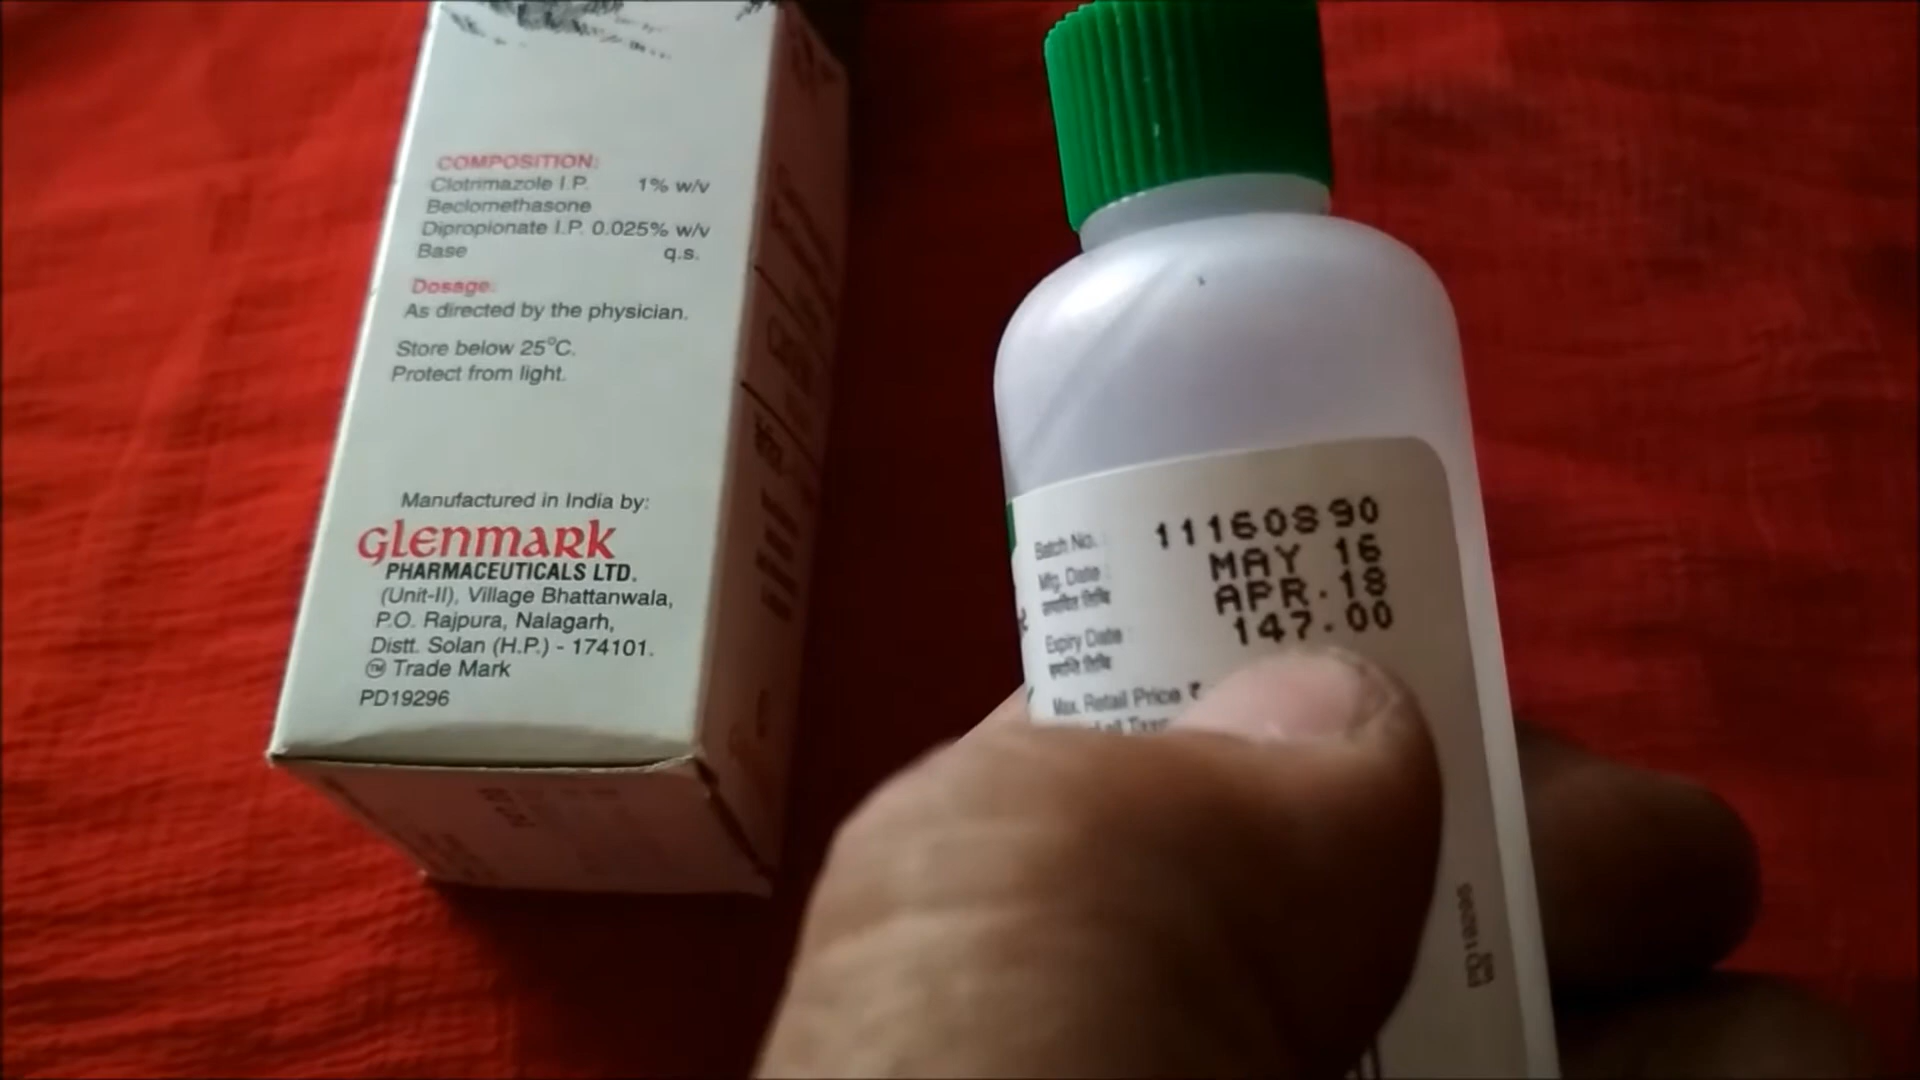 COMPOSITION:
Clotrimazole I.P. 1% w/v
Beclomethasone
Dipropionate I.P. 0.025% w/v
Base q.s.
Dosage:
As directed by the physician.
Store below 25°C.
Protect from light.
Manufactured in India by:
Glenmark
PHARMACEUTICALS LTD.
(Unit-II), Village Bhattanwala,
P.O. Rajpura, Nalagarh,
Distt. Solan (H.P.) - 174101.
TM Trade Mark
PD19296
Batch No. : 11160890
Mfg. Date : MAY 16
APR.18
Expiry Date : 147.00
Max. Retail Price ₹